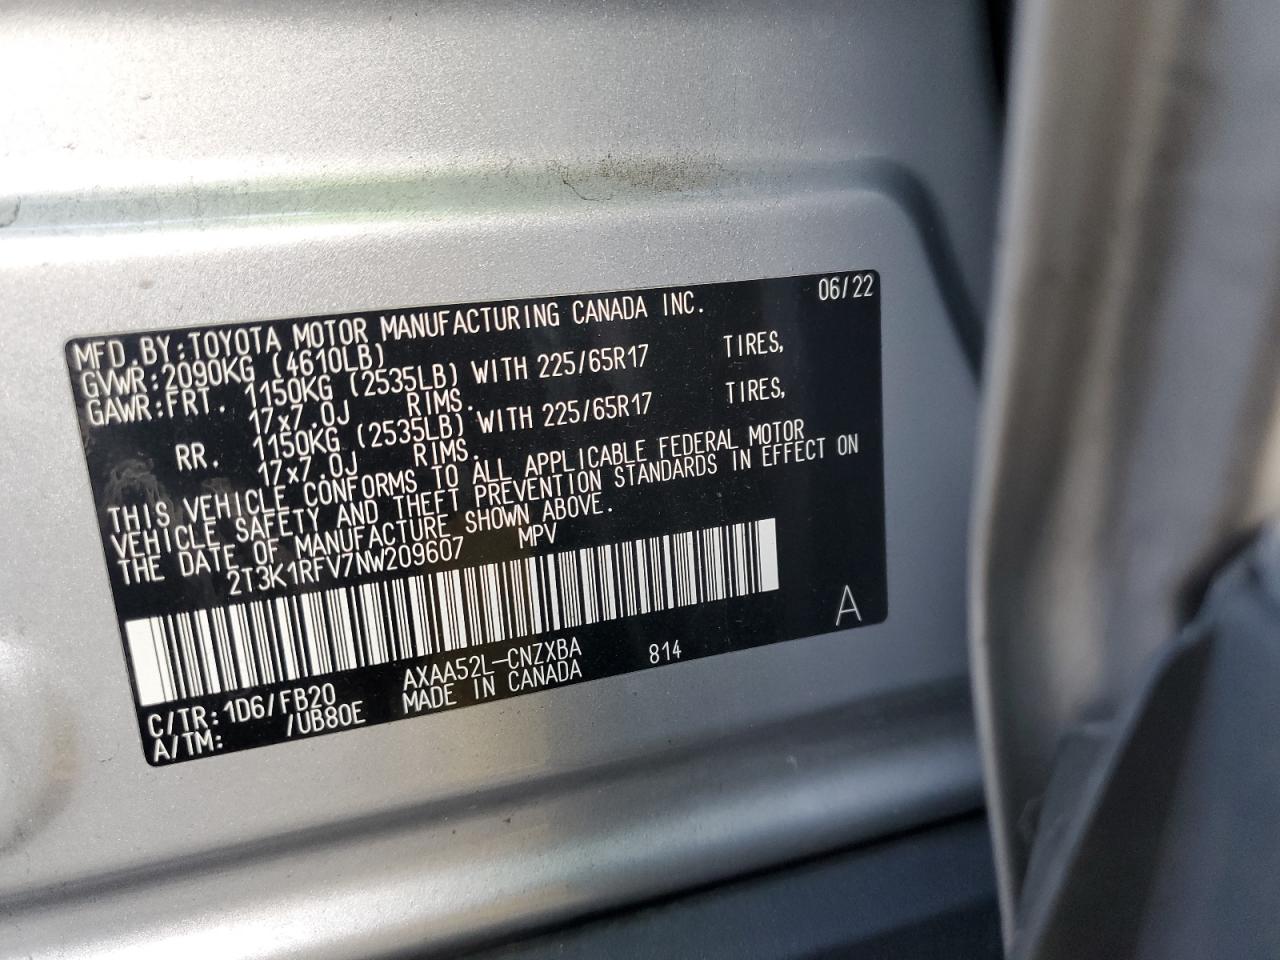 MFD.BY:TOYOTA MOTOR MANUFACTURING CANADA INC. 06/22
GVWR:2090KG (4610LB)
GAWR:FRT. 1150KG (2535LB) WITH 225/65R17 TIRES,
17x7.0J RIMS.
RR. 1150KG (2535LB) WITH 225/65R17 TIRES,
17x7.0J RIMS.
THIS VEHICLE CONFORMS TO ALL APPLICABLE FEDERAL MOTOR
VEHICLE SAFETY AND THEFT PREVENTION STANDARDS IN EFFECT ON
THE DATE OF MANUFACTURE SHOWN ABOVE.
2T3K1RFV7NW209607 MPV
A
C/TR:1D6/FB20 AXAA52L-CNZXBA 814
A/TM: /UB80E MADE IN CANADA